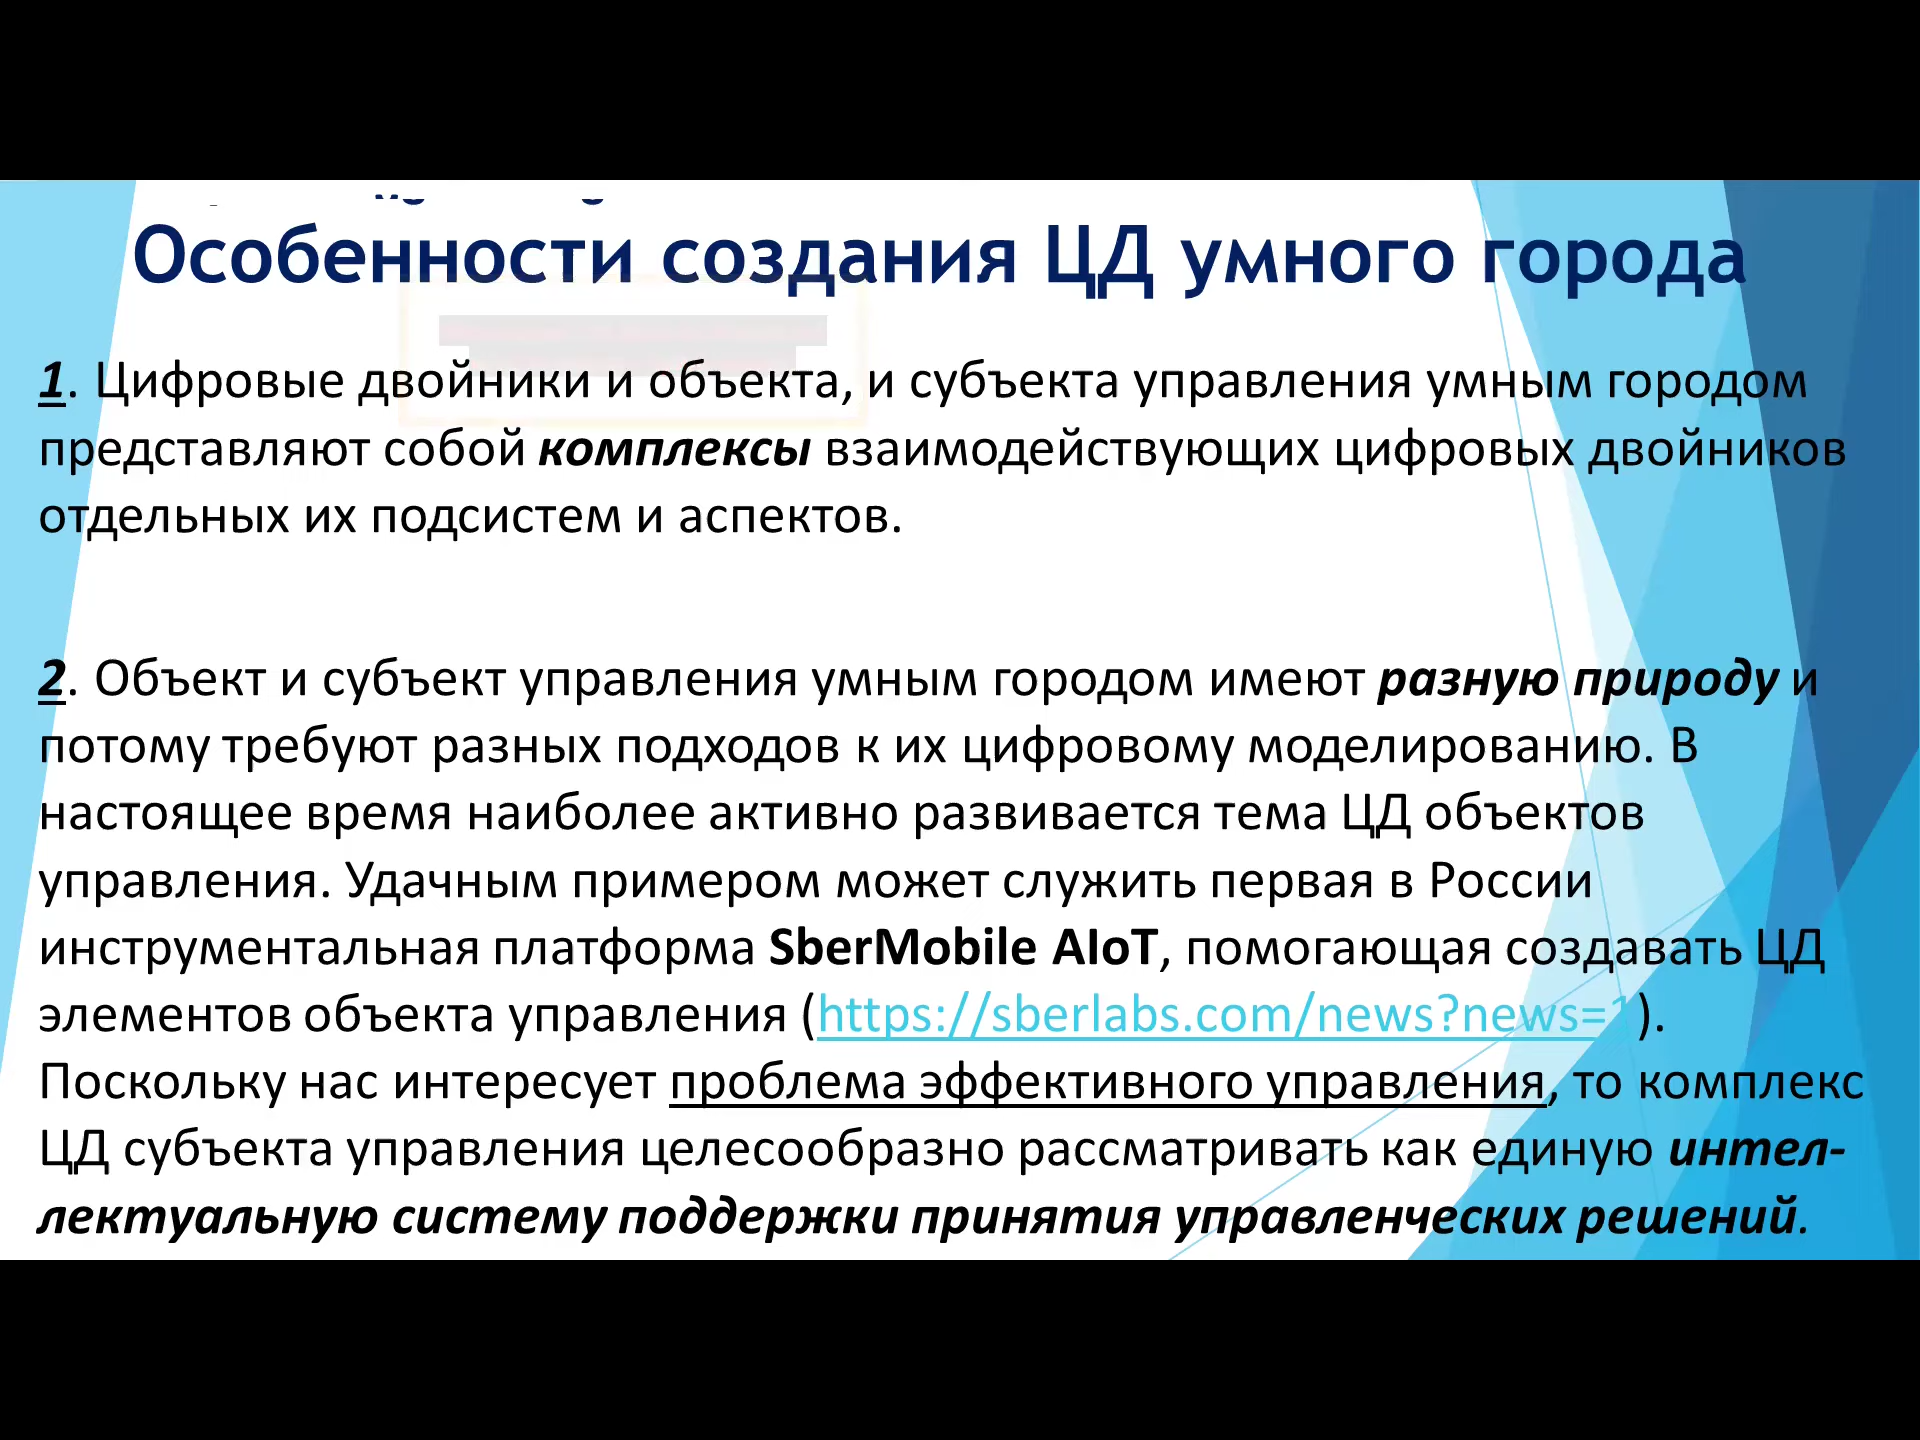 Особенности создания ЦД умного города
1. Цифровые двойники и объекта, и субъекта управления умным городом
представляют собой комплексы взаимодействующих цифровых двойников
отдельных их подсистем и аспектов.
2. Объект и субъект управления умным городом имеют разную природу и
потому требуют разных подходов к их цифровому моделированию. В
настоящее время наиболее активно развивается тема ЦД объектов
управления. Удачным примером может служить первая в России
инструментальная платформа SberMobile AIoT, помогающая создавать ЦД
элементов объекта управления (https://sberlabs.com/news?news=1).
Поскольку нас интересует проблема эффективного управления, то комплекс
ЦД субъекта управления целесообразно рассматривать как единую интел-
лектуальную систему поддержки принятия управленческих решений.